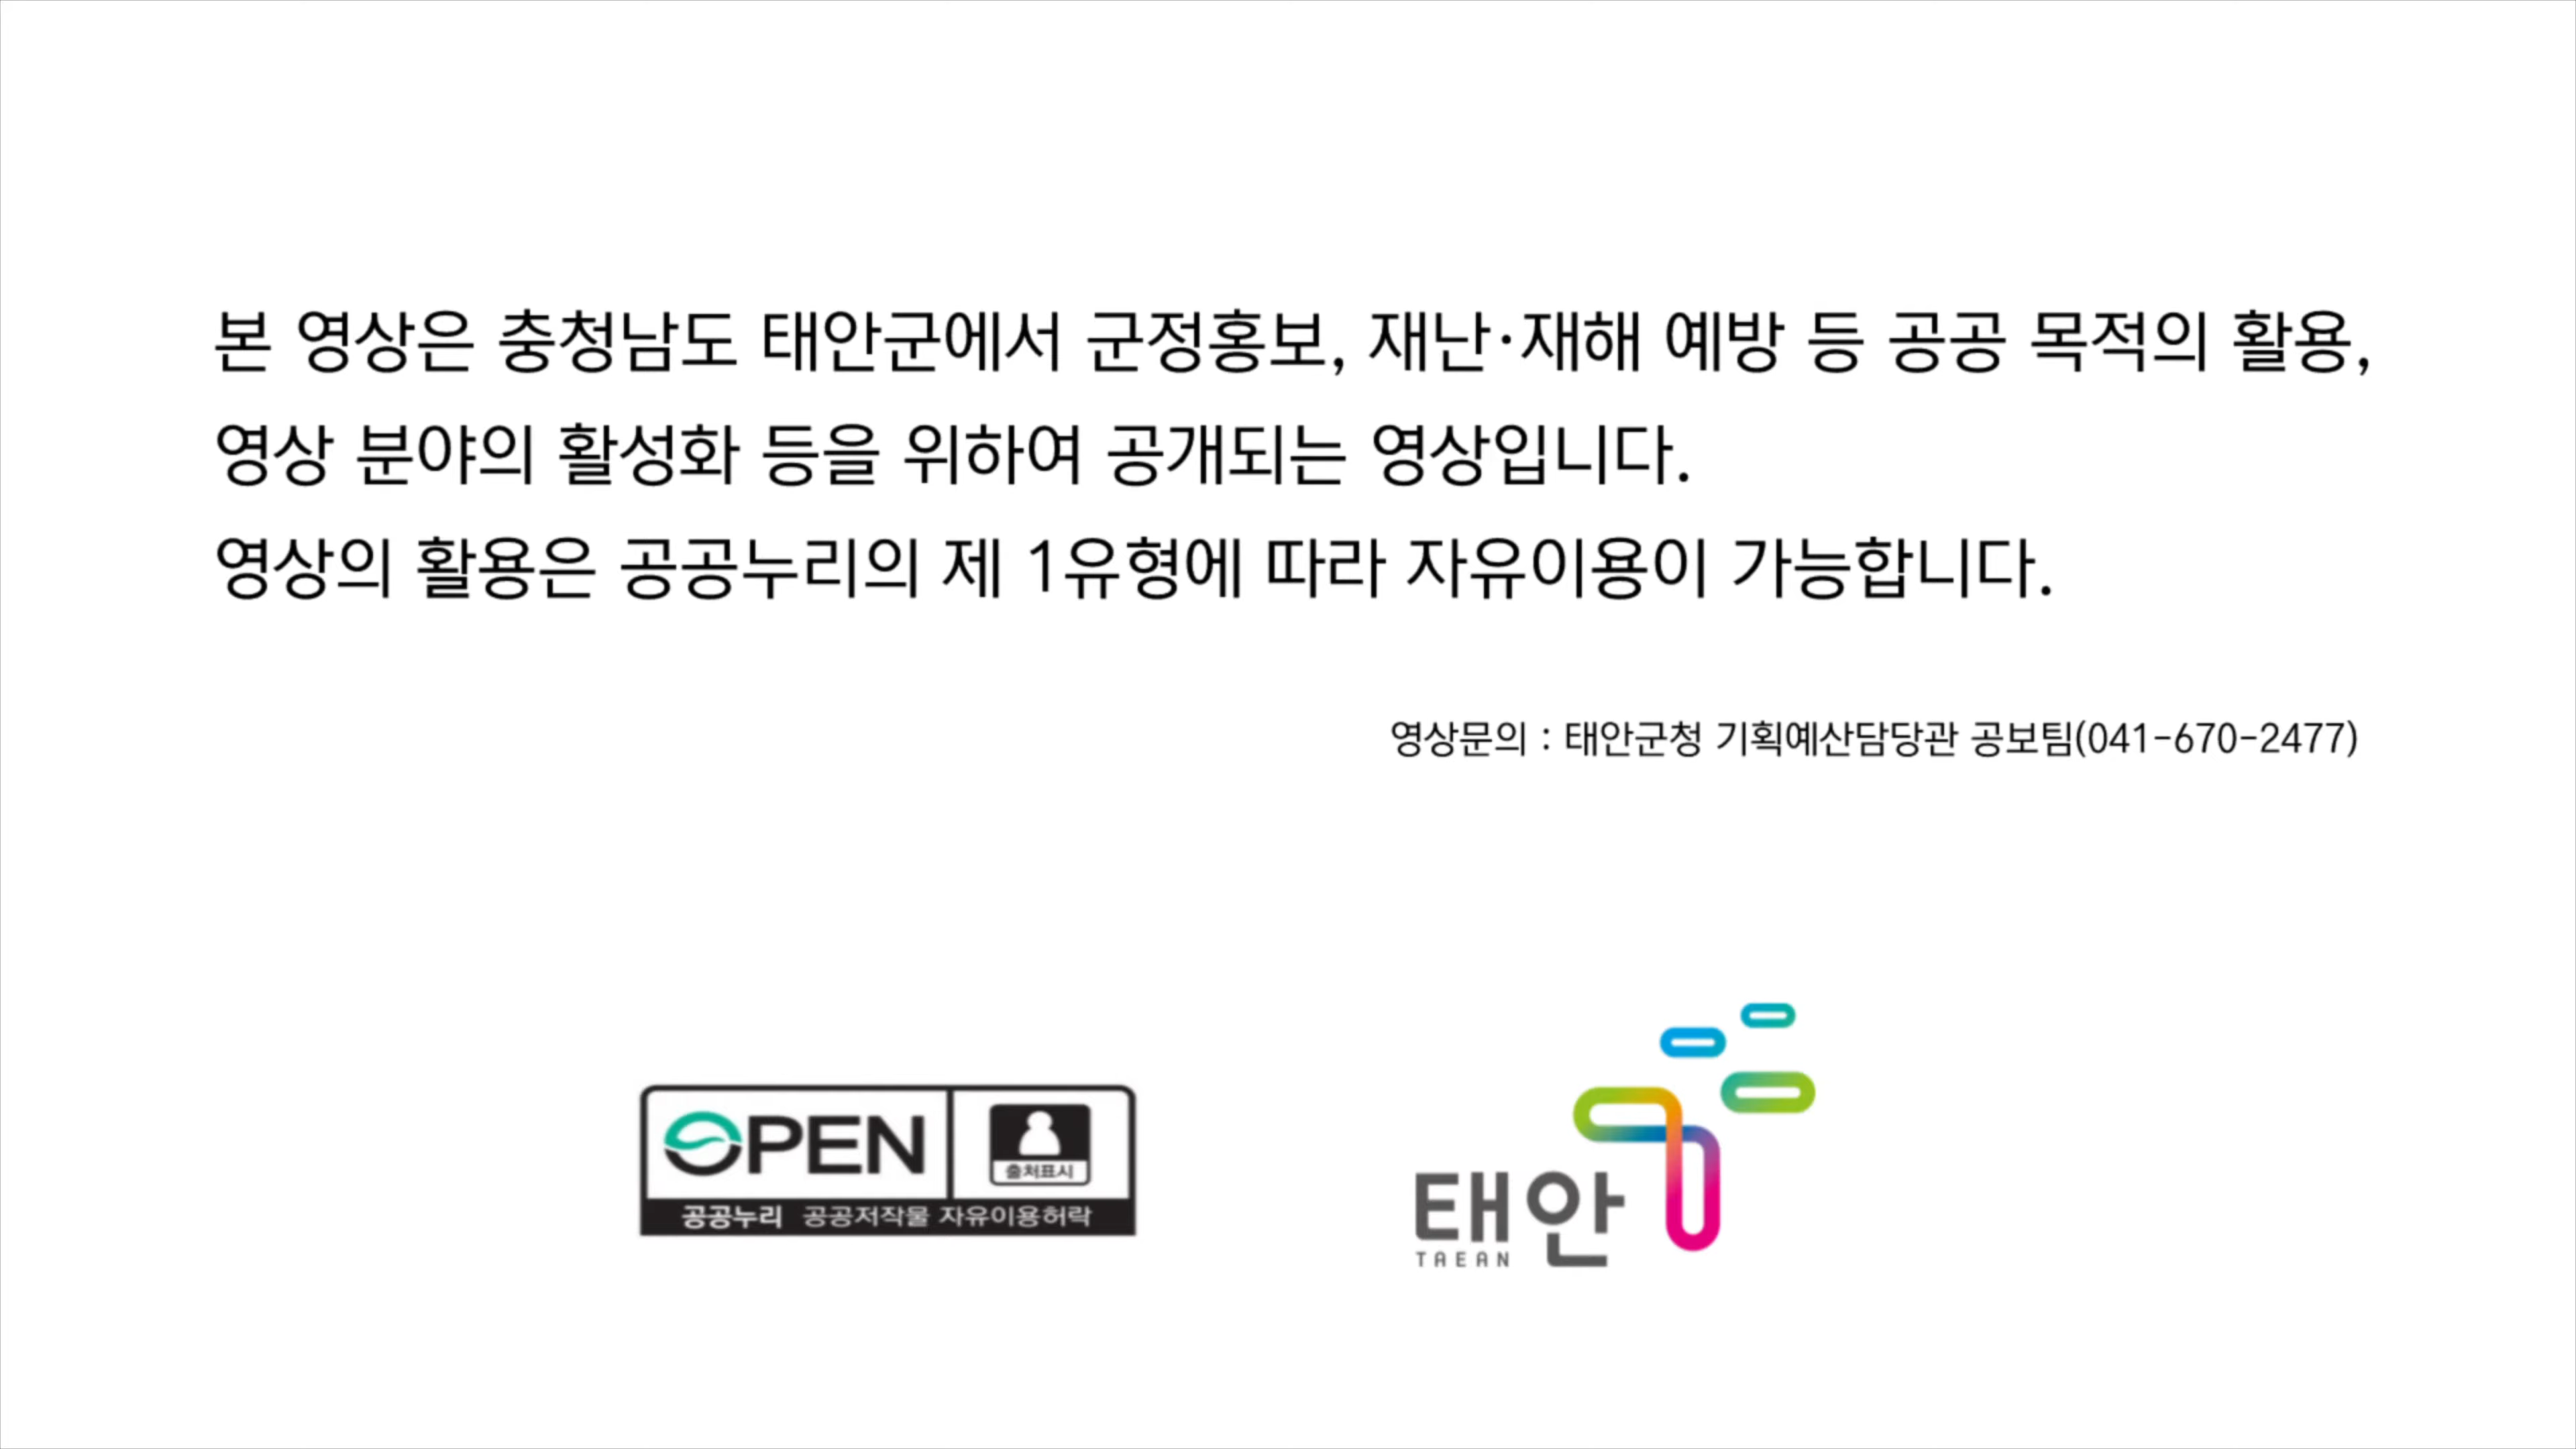 본 영상은 충청남도 태안군에서 군정홍보, 재난·재해 예방 등 공공 목적의 활용,
영상 분야의 활성화 등을 위하여 공개되는 영상입니다.
영상의 활용은 공공누리의 제 1유형에 따라 자유이용이 가능합니다.
영상문의 : 태안군청 기획예산담당관 공보팀(041-670-2477)
OPEN
출처표시
공공누리 공공저작물 자유이용허락
태안
TAEAN